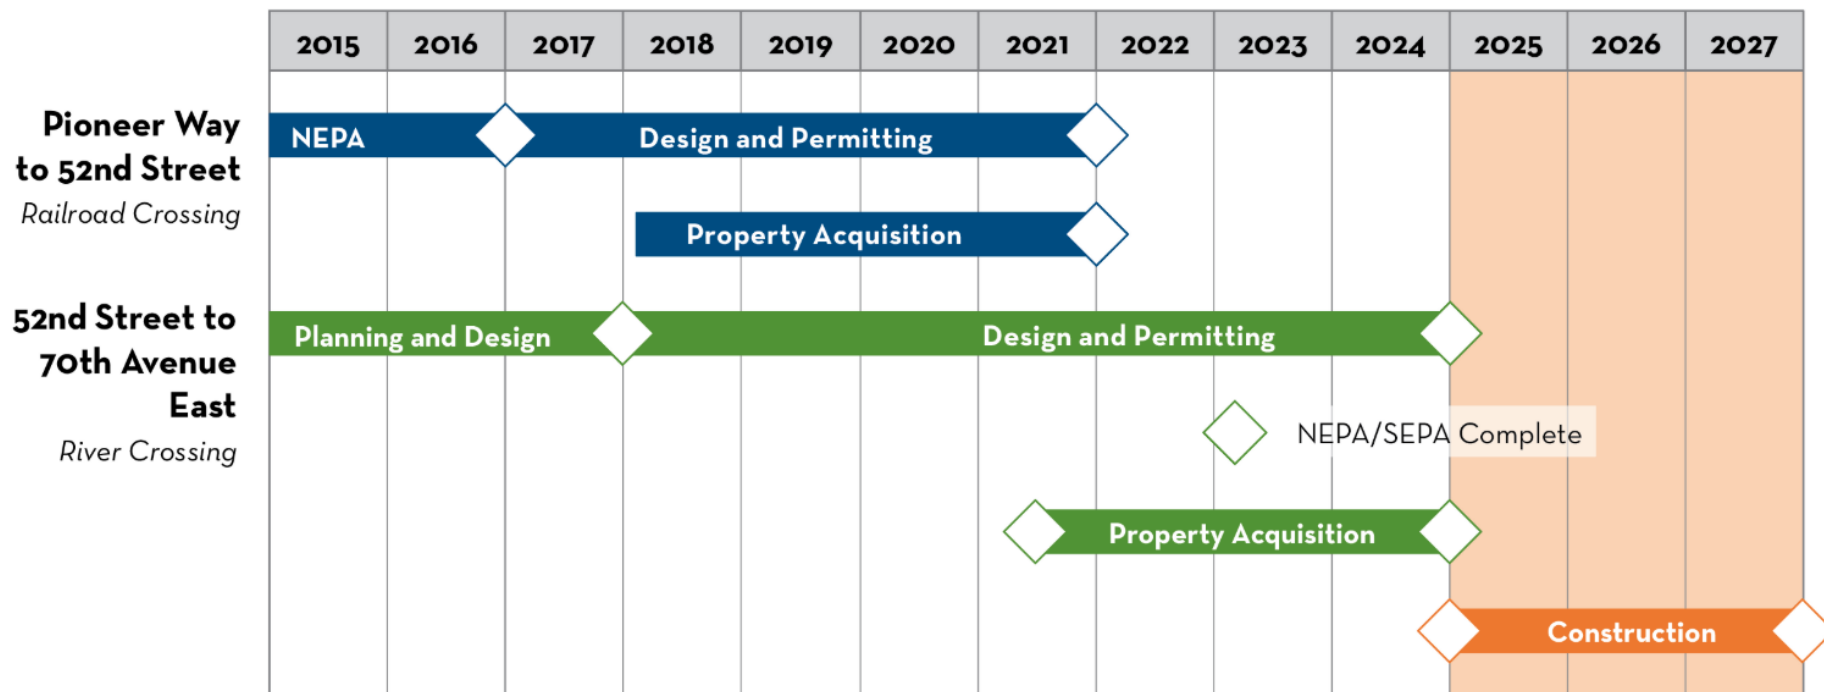 2015 2016 2017 2018 2019 2020 2021 2022 2023 2024 2025 2026 2027
Pioneer Way
to 52nd Street
Railroad Crossing
NEPA
Design and Permitting
Property Acquisition
52nd Street to
70th Avenue
East
River Crossing
Planning and Design
Design and Permitting
NEPA/SEPA Complete
Property Acquisition
Construction